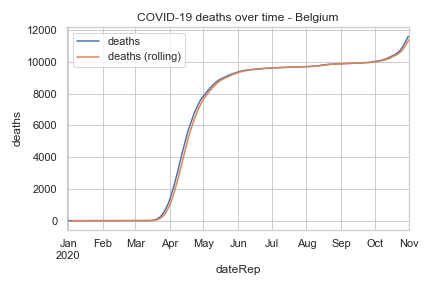 COVID-19 deaths over time - Belgium
deaths
deaths (rolling)
12000
10000
8000
6000
4000
2000
0
deaths
Jan Feb Mar Apr May Jun Jul Aug Sep Oct Nov
2020
dateRep